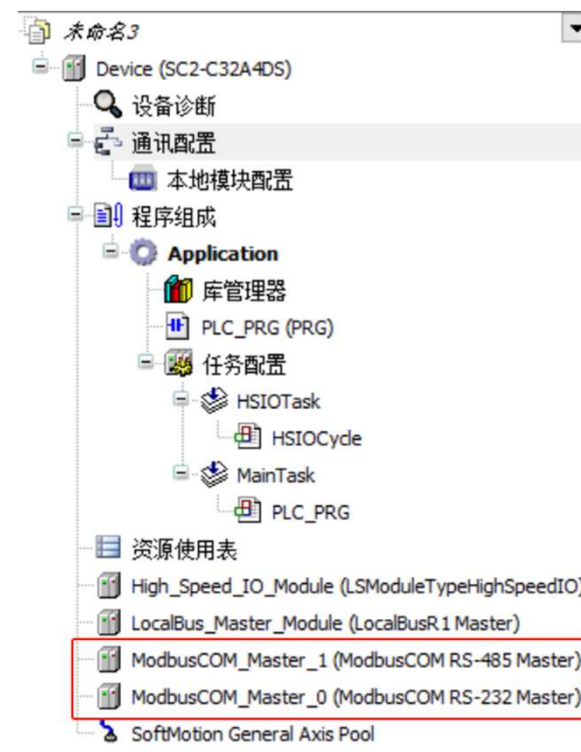 未命名3
Device (SC2-C32A4DS)
设备诊断
通讯配置
本地模块配置
程序组成
Application
库管理器
PLC_PRG (PRG)
任务配置
HSIOTask
HSIOCycle
MainTask
PLC_PRG
资源使用表
High_Speed_IO_Module (LSModuleTypeHighSpeedIO)
LocalBus_Master_Module (LocalBusR1 Master)
ModbusCOM_Master_1 (ModbusCOM RS-485 Master)
ModbusCOM_Master_0 (ModbusCOM RS-232 Master)
SoftMotion General Axis Pool